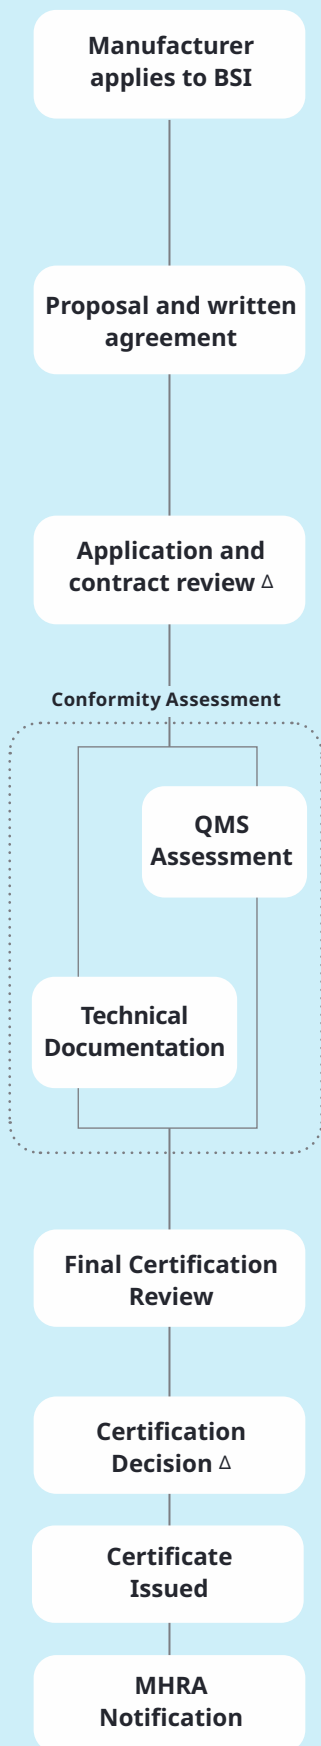 Manufacturer
applies to BSI
Proposal and written
agreement
Application and
contract review Δ
Conformity Assessment
QMS
Assessment
Technical
Documentation
Final Certification
Review
Certification
Decision Δ
Certificate
Issued
MHRA
Notification